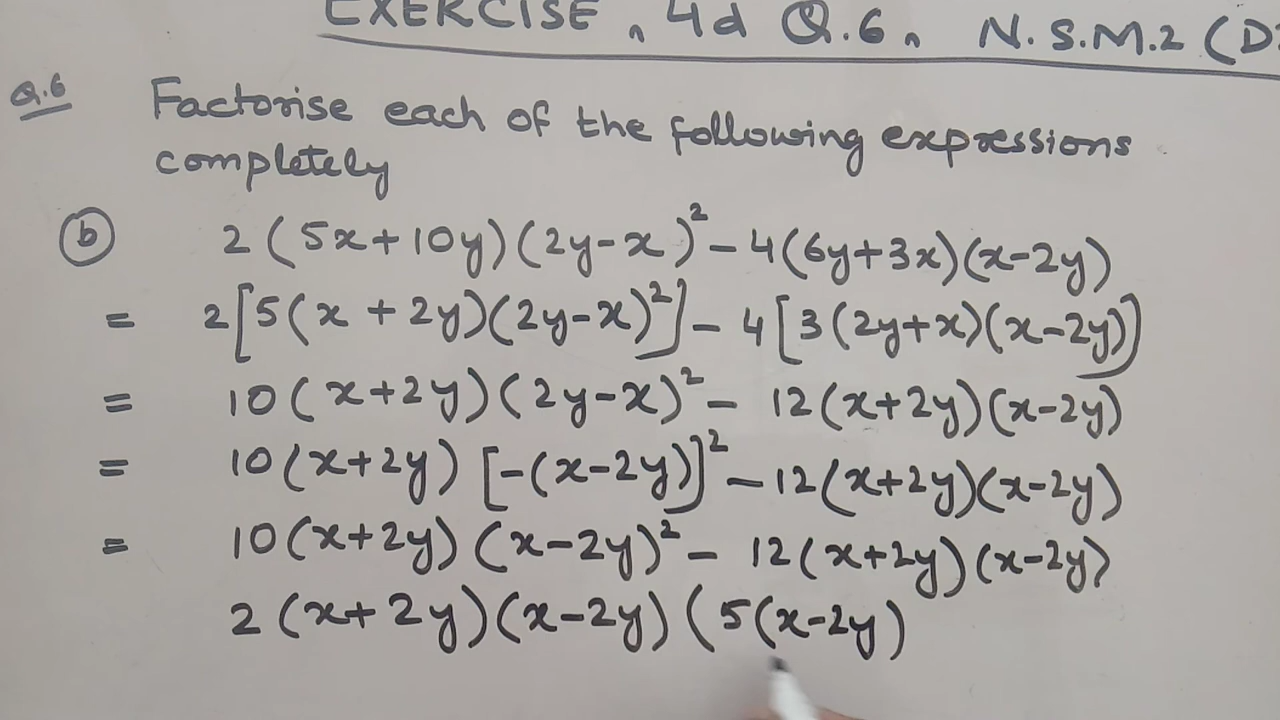 EXERCISE, 4d Q.6, N.S.M.2 (D
Q.6 Factorise each of the following expressions
completely
(b) 2(5x+10y)(2y-x)² - 4(6y+3x)(x-2y)
= 2[5(x+2y)(2y-x)²] - 4[3(2y+x)(x-2y)]
= 10(x+2y)(2y-x)² - 12(x+2y)(x-2y)
= 10(x+2y)[-(x-2y)]² - 12(x+2y)(x-2y)
= 10(x+2y)(x-2y)² - 12(x+2y)(x-2y)
2(x+2y)(x-2y)(5(x-2y)